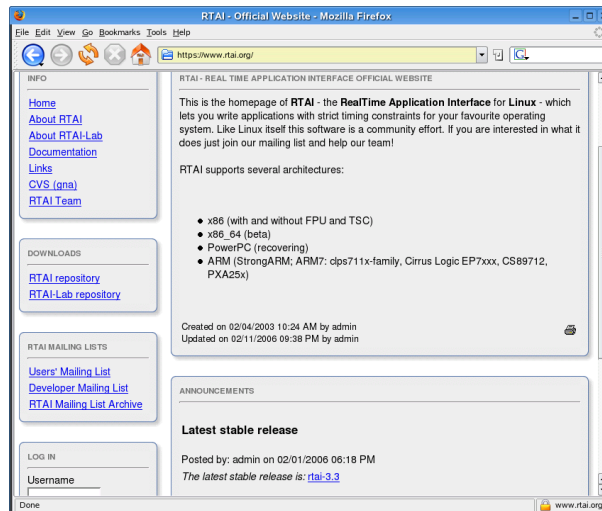 RTAI - Official Website - Mozilla Firefox
File Edit View Go Bookmarks Tools Help
https://www.rtai.org/
G
INFO
Home
About RTAI
About RTAI-Lab
Documentation
Links
CVS (gna)
RTAI Team
DOWNLOADS
RTAI repository
RTAI-Lab repository
RTAI MAILING LISTS
Users' Mailing List
Developer Mailing List
RTAI Mailing List Archive
LOG IN
Username
RTAI - REAL TIME APPLICATION INTERFACE OFFICIAL WEBSITE
This is the homepage of RTAI - the RealTime Application Interface for Linux - which
lets you write applications with strict timing constraints for your favourite operating
system. Like Linux itself this software is a community effort. If you are interested in what it
does just join our mailing list and help our team!
RTAI supports several architectures:
• x86 (with and without FPU and TSC)
• x86_64 (beta)
• PowerPC (recovering)
• ARM (StrongARM; ARM7: clps711x-family, Cirrus Logic EP7xxx, CS89712,
PXA25x)
Created on 02/04/2003 10:24 AM by admin
Updated on 02/11/2006 09:38 PM by admin
ANNOUNCEMENTS
Latest stable release
Posted by: admin on 02/01/2006 06:18 PM
The latest stable release is: rtai-3.3
Done
www.rtai.org